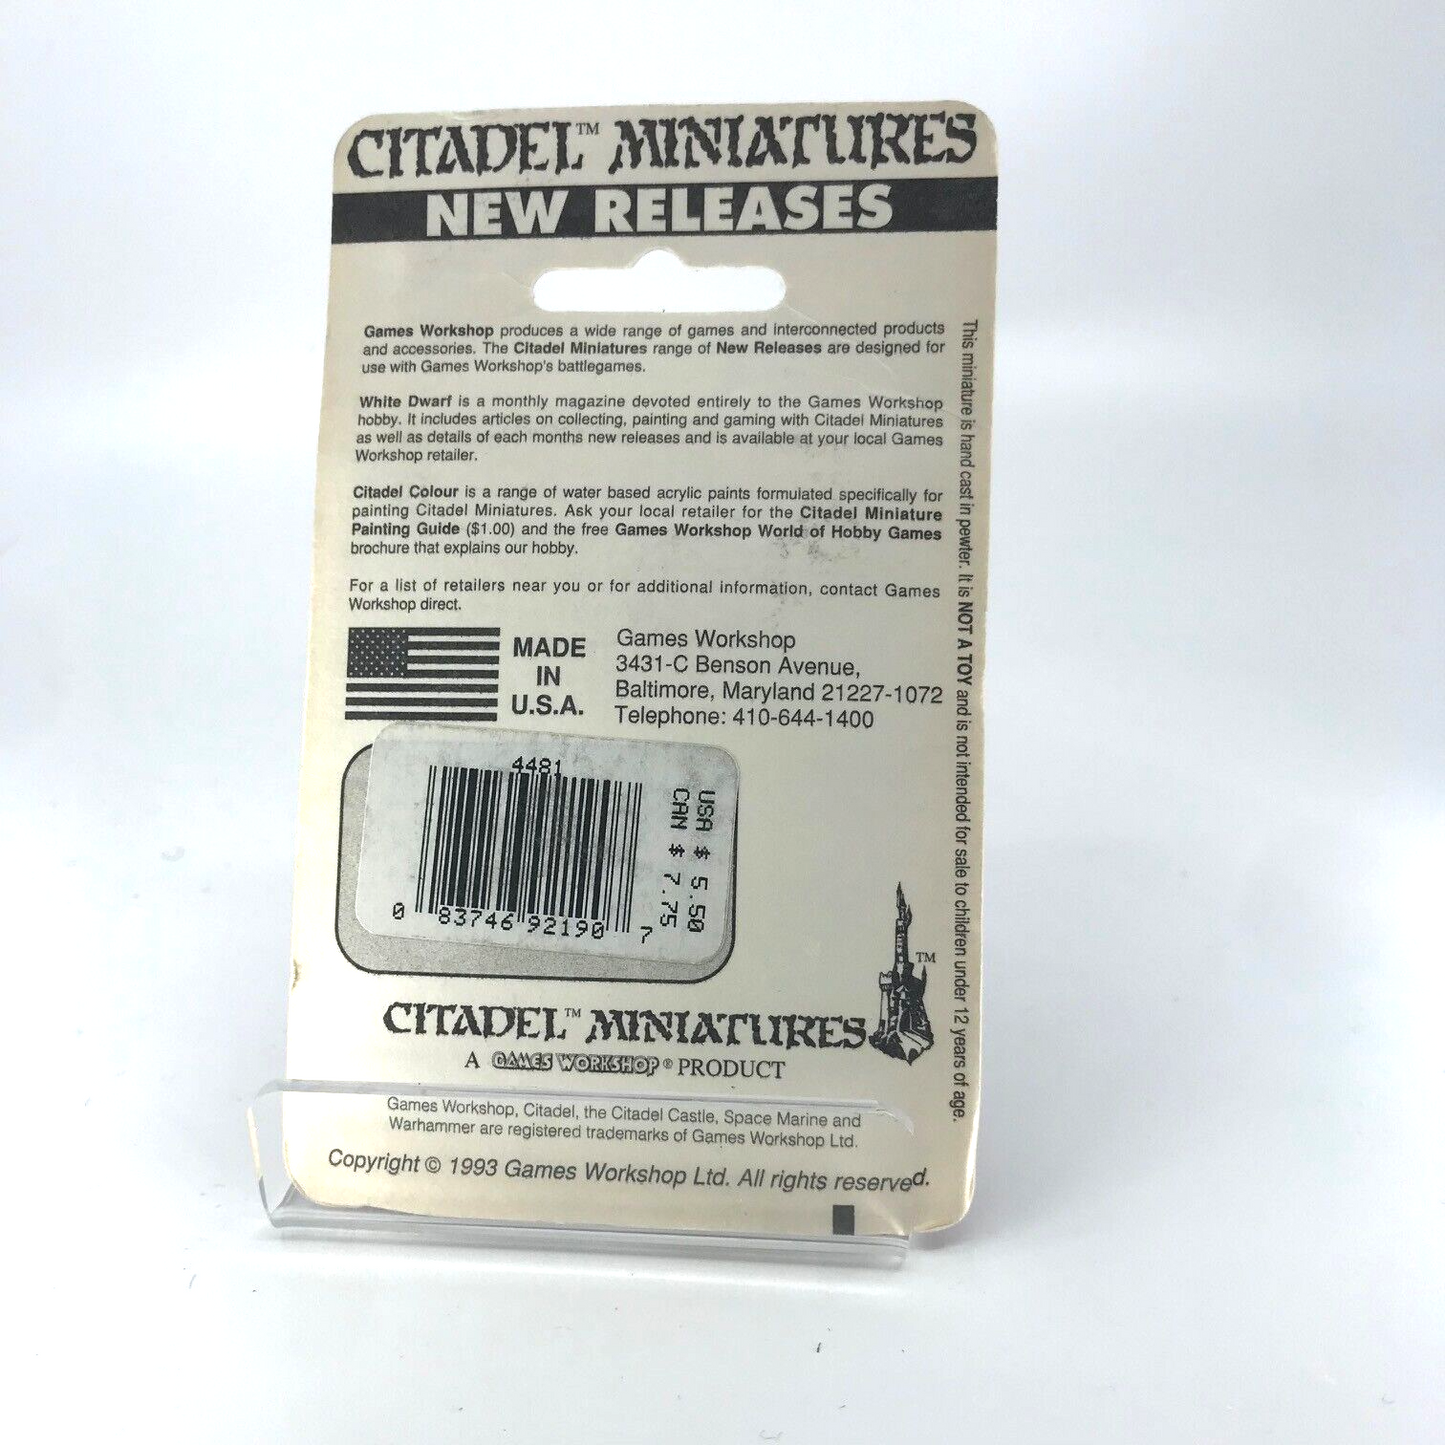 CITADEL™ MINIATURES
NEW RELEASES
Games Workshop produces a wide range of games and interconnected products
and accessories. The Citadel Miniatures range of New Releases are designed for
use with Games Workshop's battlegames.
White Dwarf is a monthly magazine devoted entirely to the Games Workshop
hobby. It includes articles on collecting, painting and gaming with Citadel Miniatures
as well as details of each months new releases and is available at your local Games
Workshop retailer.
Citadel Colour is a range of water based acrylic paints formulated specifically for
painting Citadel Miniatures. Ask your local retailer for the Citadel Miniature
Painting Guide ($1.00) and the free Games Workshop World of Hobby Games
brochure that explains our hobby.
For a list of retailers near you or for additional information, contact Games
Workshop direct.
MADE
IN
U.S.A.
Games Workshop
3431-C Benson Avenue,
Baltimore, Maryland 21227-1072
Telephone: 410-644-1400
4481
0 83746 92190 7
USA $ 5.50
CAN $ 7.75
TM
CITADEL™ MINIATURES
A GAMES WORKSHOP® PRODUCT
Games Workshop, Citadel, the Citadel Castle, Space Marine and
Warhammer are registered trademarks of Games Workshop Ltd.
Copyright © 1993 Games Workshop Ltd. All rights reserved.
This miniature is hand cast in pewter. It is NOT A TOY and is not intended for sale to children under 12 years of age.